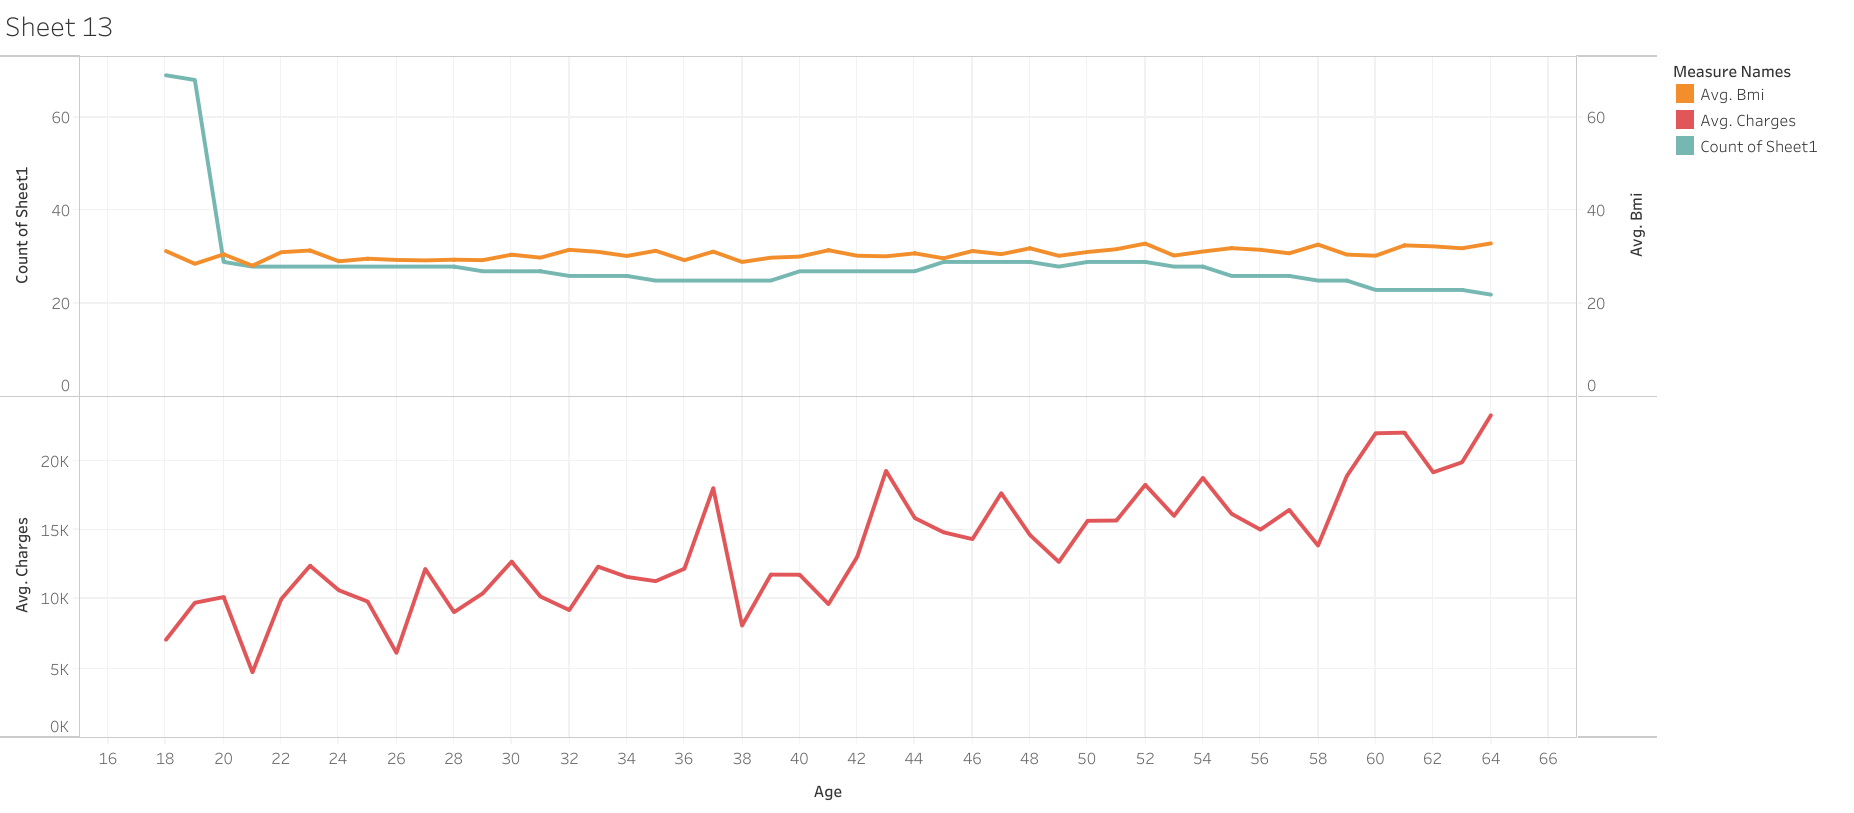 Sheet 13
Count of Sheet1
60
40
20
0
60
40
20
0
Avg. Bmi
Measure Names
Avg. Bmi
Avg. Charges
Count of Sheet1
Avg. Charges
20K
15K
10K
5K
0K
16 18 20 22 24 26 28 30 32 34 36 38 40 42 44 46 48 50 52 54 56 58 60 62 64 66
Age